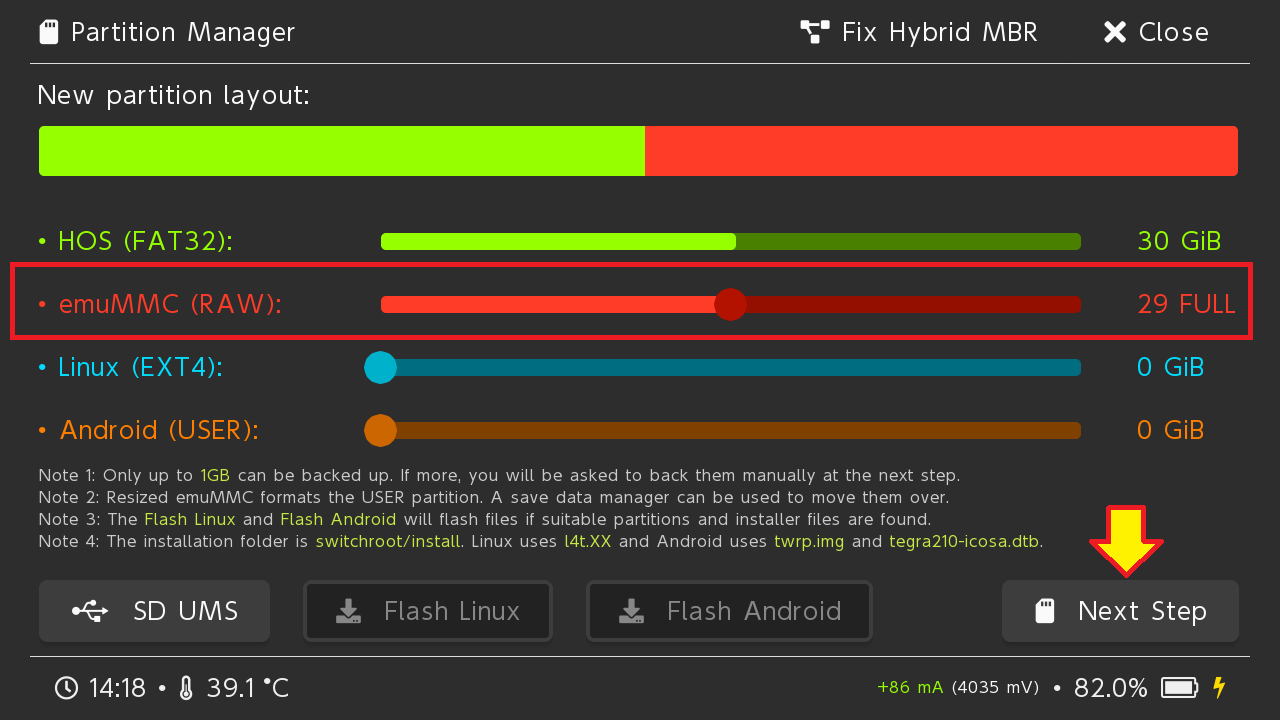 Partition Manager Fix Hybrid MBR Close
New partition layout:
• HOS (FAT32): 30 GiB
• emuMMC (RAW): 29 FULL
• Linux (EXT4): 0 GiB
• Android (USER): 0 GiB
Note 1: Only up to 1GB can be backed up. If more, you will be asked to back them manually at the next step.
Note 2: Resized emuMMC formats the USER partition. A save data manager can be used to move them over.
Note 3: The Flash Linux and Flash Android will flash files if suitable partitions and installer files are found.
Note 4: The installation folder is switchroot/install. Linux uses l4t.XX and Android uses twrp.img and tegra210-icosa.dtb.
SD UMS Flash Linux Flash Android Next Step
14:18 • 39.1 °C +86 mA (4035 mV) • 82.0%